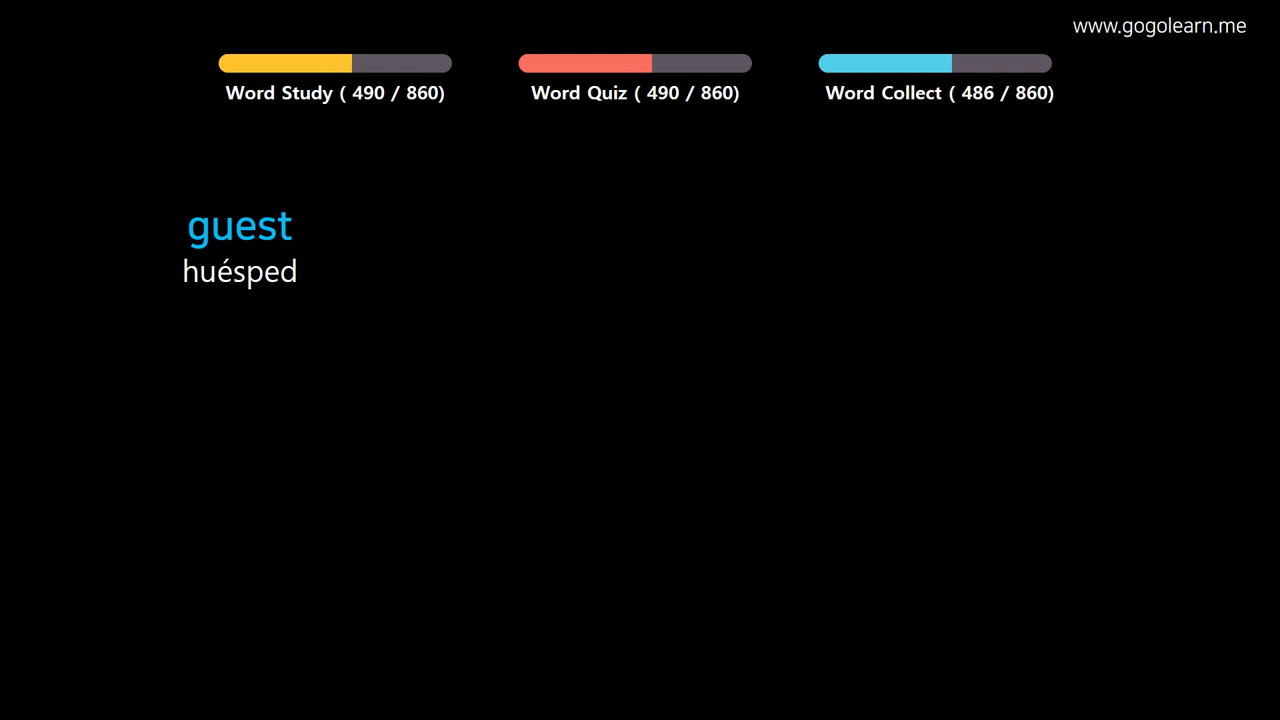 www.gogolearn.me
Word Study ( 490 / 860)
Word Quiz ( 490 / 860)
Word Collect ( 486 / 860)
guest
huésped